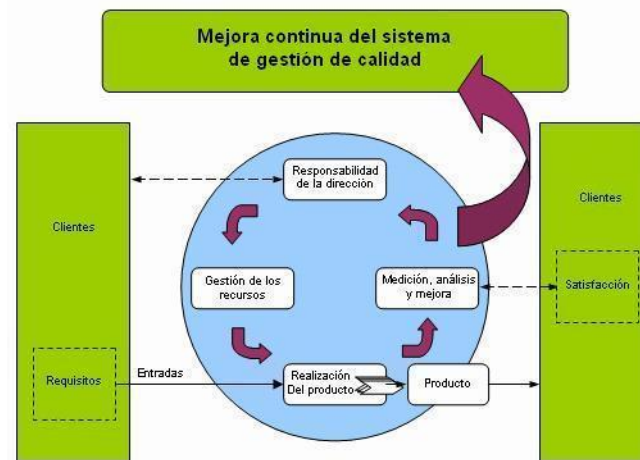 Mejora continua del sistema
de gestión de calidad
Responsabilidad
de la dirección
Clientes
Clientes
Gestión de los
recursos
Medición, análisis
y mejora
Satisfacción
Requisitos
Entradas
Realización
Del producto
Producto